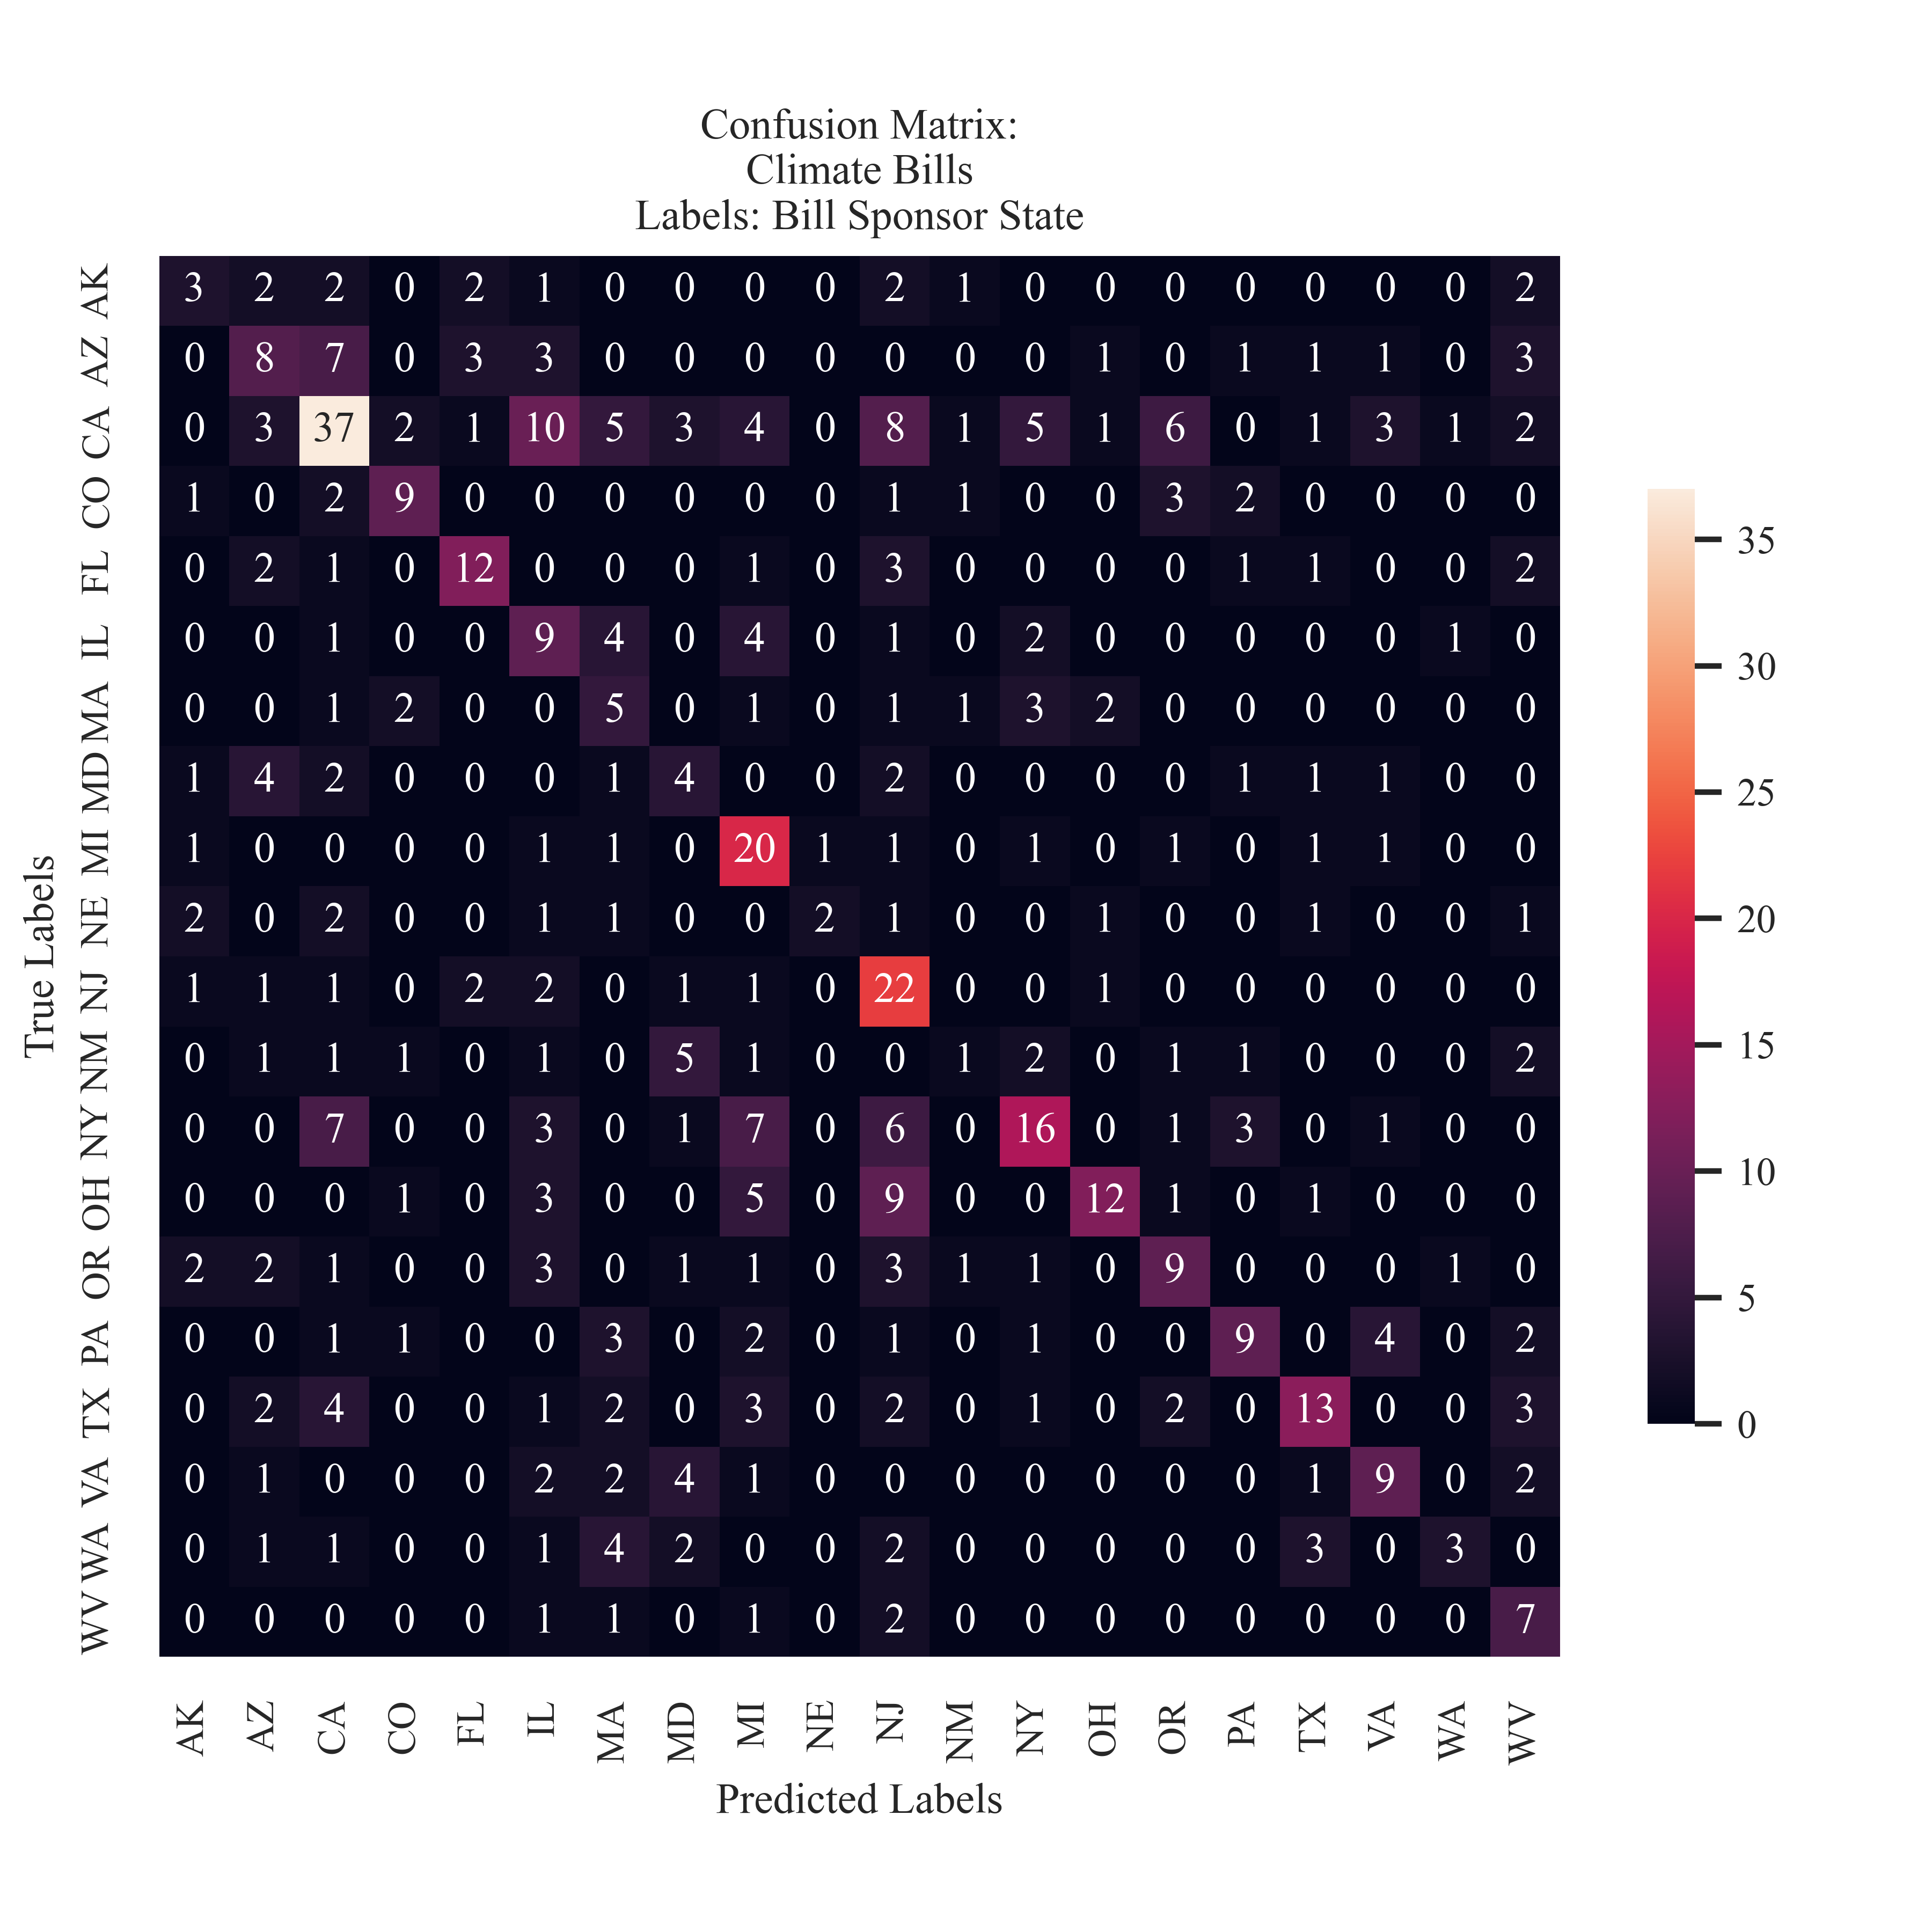 Confusion Matrix:
Climate Bills
Labels: Bill Sponsor State
AK 3 2 2 0 2 1 0 0 0 0 2 1 0 0 0 0 0 0 0 2
AZ 0 8 7 0 3 3 0 0 0 0 0 0 0 1 0 1 1 1 0 3
CA 0 3 37 2 1 10 5 3 4 0 8 1 5 1 6 0 1 3 1 2
CO 1 0 2 9 0 0 0 0 0 0 1 1 0 0 3 2 0 0 0 0
FL 0 2 1 0 12 0 0 0 1 0 3 0 0 0 0 1 1 0 0 2
IL 0 0 1 0 0 9 4 0 4 0 1 0 2 0 0 0 0 0 1 0
MA 0 0 1 2 0 0 5 0 1 0 1 1 3 2 0 0 0 0 0 0
MD 1 4 2 0 0 0 1 4 0 0 2 0 0 0 0 1 1 1 0 0
MI 1 0 0 0 0 1 1 0 20 1 1 0 1 0 1 0 1 1 0 0
NE 2 0 2 0 0 1 1 0 0 2 1 0 0 1 0 0 1 0 0 1
NJ 1 1 1 0 2 2 0 1 1 0 22 0 0 1 0 0 0 0 0 0
NM 0 1 1 1 0 1 0 5 1 0 0 1 2 0 1 1 0 0 0 2
NY 0 0 7 0 0 3 0 1 7 0 6 0 16 0 1 3 0 1 0 0
OH 0 0 0 1 0 3 0 0 5 0 9 0 0 12 1 0 1 0 0 0
OR 2 2 1 0 0 3 0 1 1 0 3 1 1 0 9 0 0 0 1 0
PA 0 0 1 1 0 0 3 0 2 0 1 0 1 0 0 9 0 4 0 2
TX 0 2 4 0 0 1 2 0 3 0 2 0 1 0 2 0 13 0 0 3
VA 0 1 0 0 0 2 2 4 1 0 0 0 0 0 0 0 1 9 0 2
WA 0 1 1 0 0 1 4 2 0 0 2 0 0 0 0 0 3 0 3 0
WV 0 0 0 0 0 1 1 0 1 0 2 0 0 0 0 0 0 0 0 7
AK AZ CA CO FL IL MA MD MI NE NJ NM NY OH OR PA TX VA WA WV
Predicted Labels
True Labels
35
30
25
20
15
10
5
0